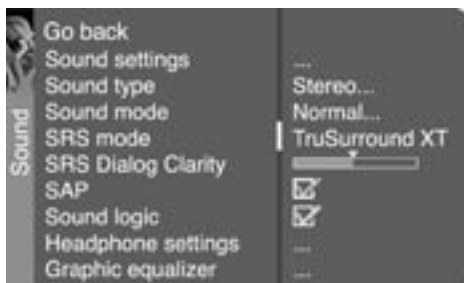 Sound
Go back
Sound settings ...
Sound type Stereo...
Sound mode Normal...
SRS mode TruSurround XT
SRS Dialog Clarity
SAP
Sound logic
Headphone settings ...
Graphic equalizer ...